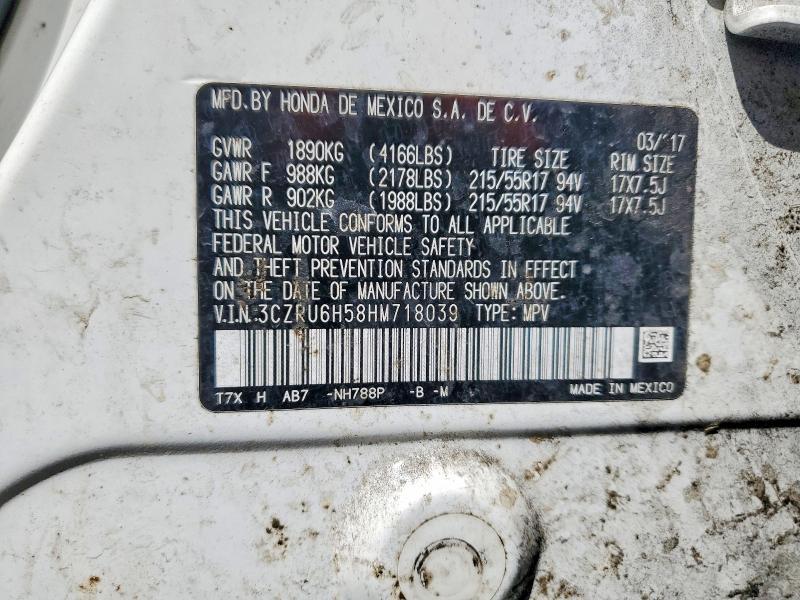 MFD.BY HONDA DE MEXICO S.A. DE C.V.
03/'17
GVWR 1890KG (4166LBS) TIRE SIZE RIM SIZE
GAWR F 988KG (2178LBS) 215/55R17 94V 17X7.5J
GAWR R 902KG (1988LBS) 215/55R17 94V 17X7.5J
THIS VEHICLE CONFORMS TO ALL APPLICABLE
FEDERAL MOTOR VEHICLE SAFETY
AND THEFT PREVENTION STANDARDS IN EFFECT
ON THE DATE OF MANUFACTURE SHOWN ABOVE.
V.I.N.3CZRU6H58HM718039 TYPE: MPV
T7X H AB7 -NH788P -B -M MADE IN MEXICO